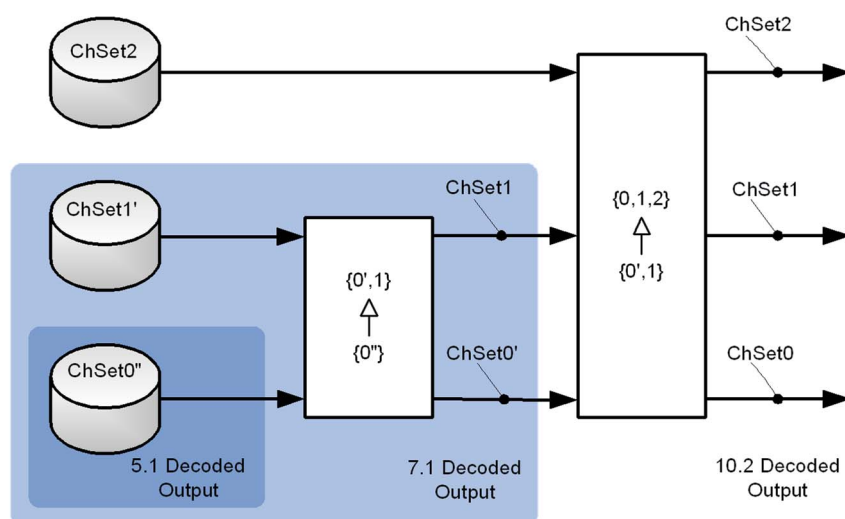 ChSet2
ChSet2
ChSet1'
ChSet1
ChSet1
{0,1,2}
{0',1}
{0',1}
{0"}
ChSet0"
ChSet0'
ChSet0
5.1 Decoded
Output
7.1 Decoded
Output
10.2 Decoded
Output